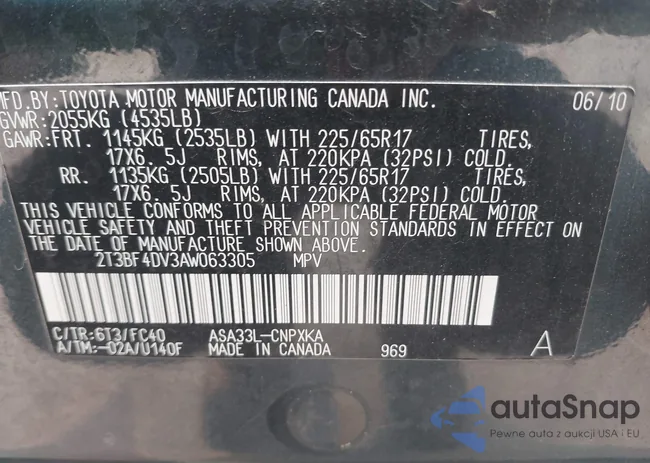 MFD.BY:TOYOTA MOTOR MANUFACTURING CANADA INC. 06/10
GVWR:2055KG (4535LB)
GAWR:FRT. 1145KG (2535LB) WITH 225/65R17 TIRES,
17X6.5J RIMS, AT 220KPA (32PSI) COLD.
RR. 1135KG (2505LB) WITH 225/65R17 TIRES,
17X6.5J RIMS, AT 220KPA (32PSI) COLD.
THIS VEHICLE CONFORMS TO ALL APPLICABLE FEDERAL MOTOR
VEHICLE SAFETY AND THEFT PREVENTION STANDARDS IN EFFECT ON
THE DATE OF MANUFACTURE SHOWN ABOVE.
2T3BF4DV3AW063305 MPV
C/TR:6T3/FC40 ASA33L-CNPXKA
A/TM:-02A/U140F MADE IN CANADA 969 A
autaSnap
Pewne auta z aukcji USA i EU